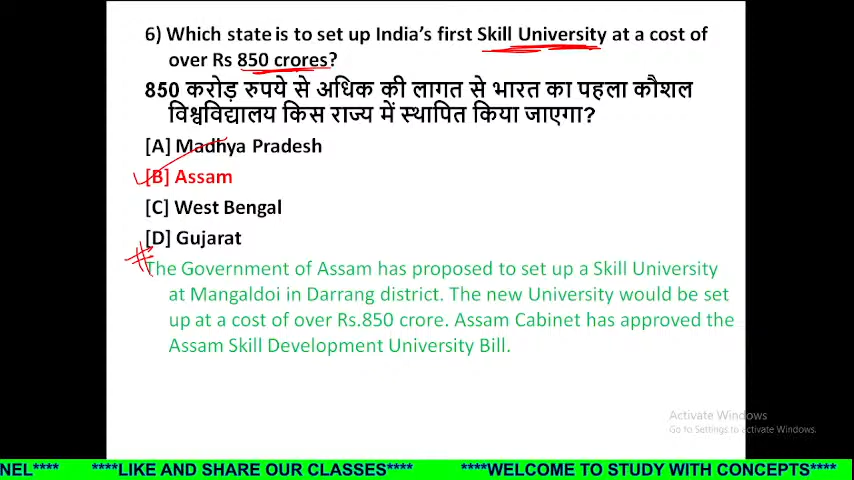 6) Which state is to set up India's first Skill University at a cost of
over Rs 850 crores?
850 करोड़ रुपये से अधिक की लागत से भारत का पहला कौशल
विश्वविद्यालय किस राज्य में स्थापित किया जाएगा?
[A] Madhya Pradesh
[B] Assam
[C] West Bengal
[D] Gujarat
The Government of Assam has proposed to set up a Skill University
at Mangaldoi in Darrang district. The new University would be set
up at a cost of over Rs.850 crore. Assam Cabinet has approved the
Assam Skill Development University Bill.
Activate Windows
Go to Settings to activate Windows.
NEL**** ****LIKE AND SHARE OUR CLASSES**** ****WELCOME TO STUDY WITH CONCEPTS****